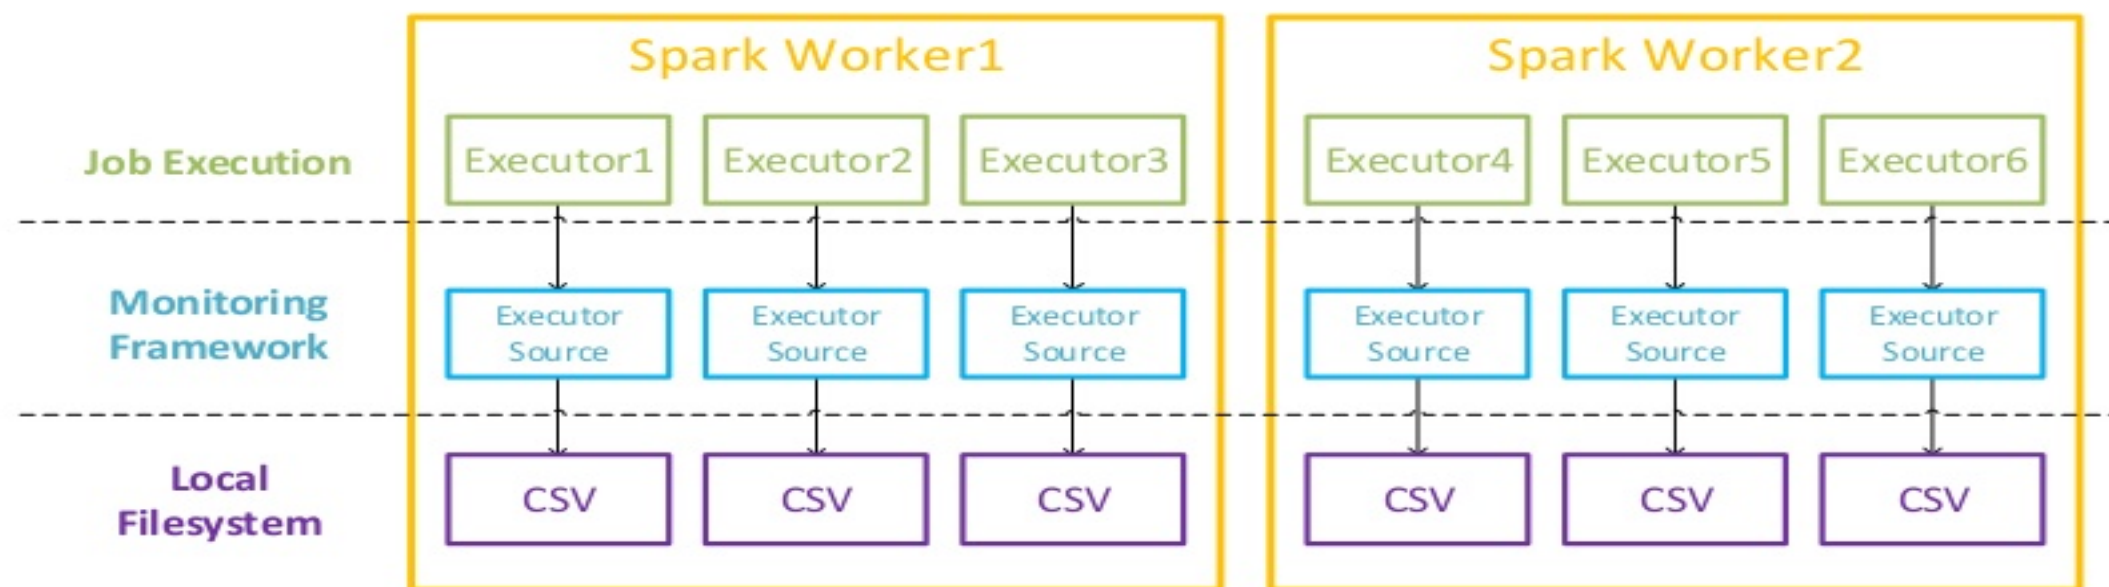 Spark Worker1
Spark Worker2
Job Execution
Executor1
Executor2
Executor3
Executor4
Executor5
Executor6
Monitoring
Framework
Executor
Source
Executor
Source
Executor
Source
Executor
Source
Executor
Source
Executor
Source
Local
Filesystem
CSV
CSV
CSV
CSV
CSV
CSV